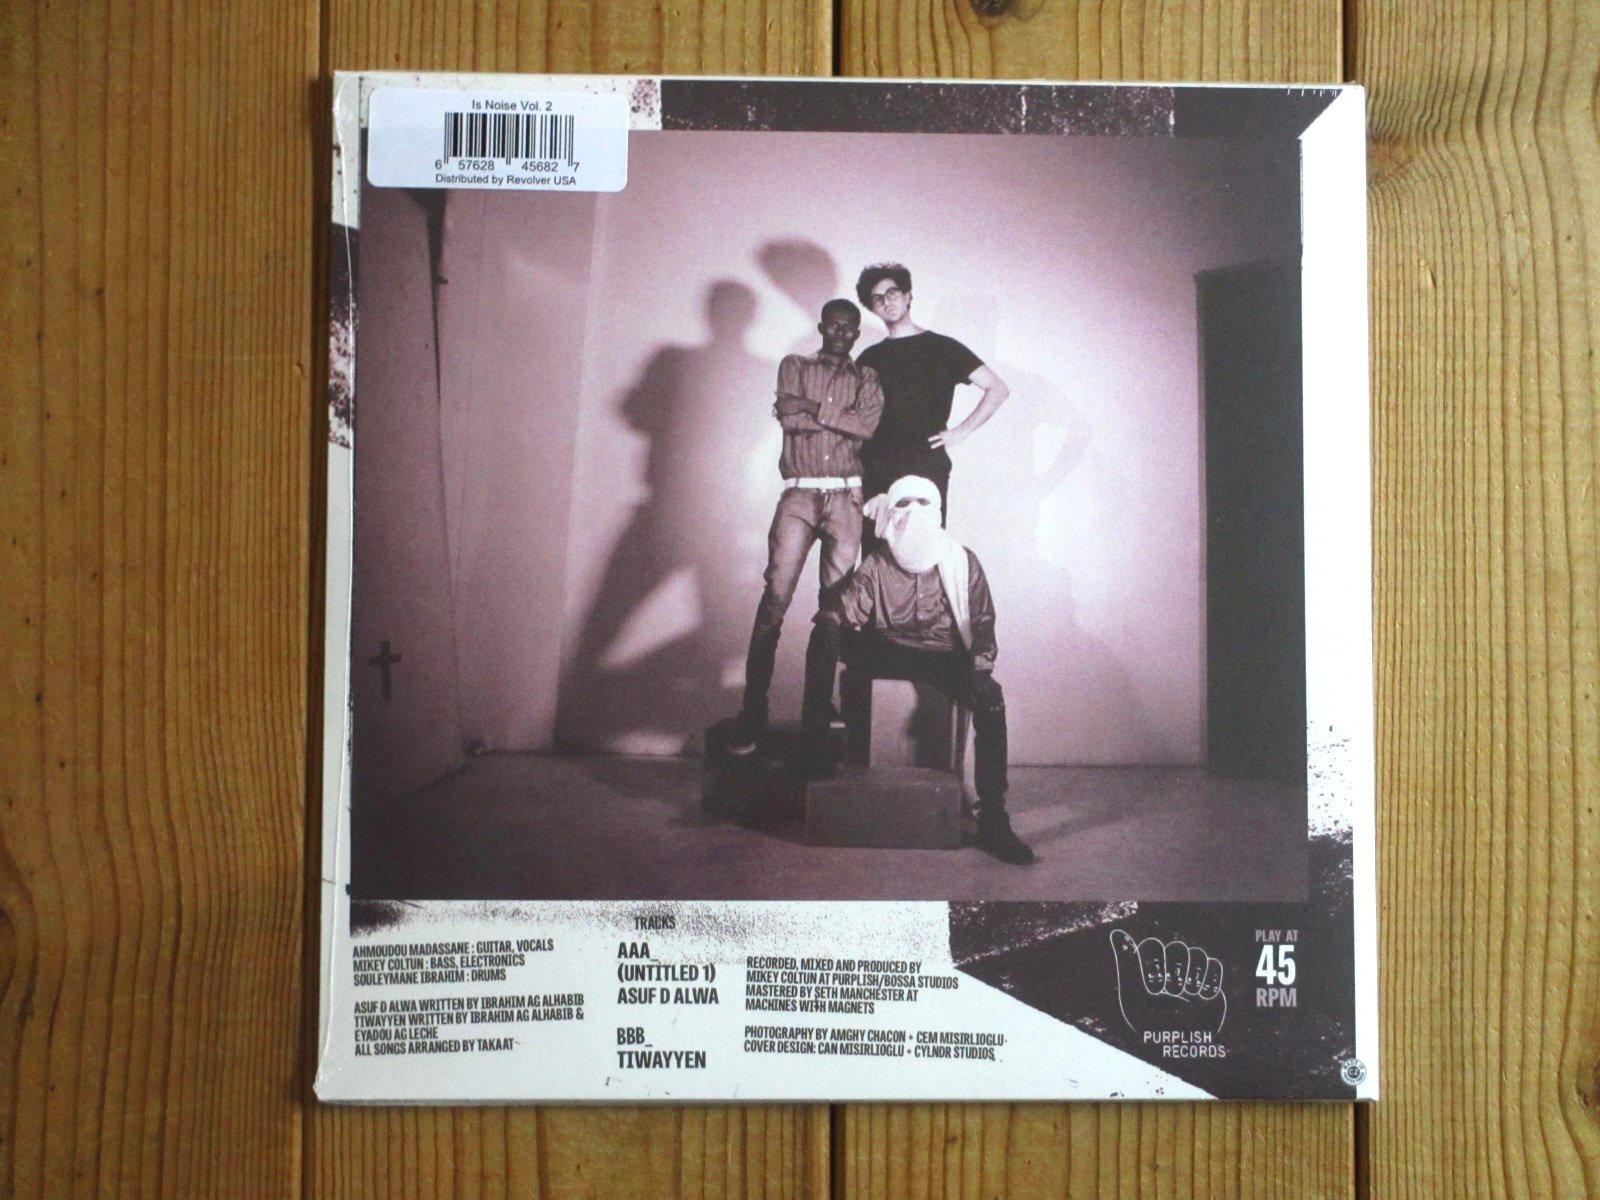 Is Noise Vol. 2
6 57628 45682 7
Distributed by Revolver USA
AHMOUDOU MADASSANE : GUITAR, VOCALS
MIKEY COLTUN : BASS, ELECTRONICS
SOULEYMANE IBRAHIM : DRUMS
ASUF D ALWA WRITTEN BY IBRAHIM AG ALHABIB
TIWAYYEN WRITTEN BY IBRAHIM AG ALHABIB &
EYADOU AG LECHE
ALL SONGS ARRANGED BY TAKAAT
TRACKS
AAA_
(UNTITLED 1)
ASUF D ALWA
BBB_
TIWAYYEN
RECORDED, MIXED AND PRODUCED BY
MIKEY COLTUN AT PURPLISH/BOSSA STUDIOS
MASTERED BY SETH MANCHESTER AT
MACHINES WITH MAGNETS
PHOTOGRAPHY BY AMGHY CHACON + CEM MISIRLIOGLU
COVER DESIGN: CAN MISIRLIOGLU + CYLNDR STUDIOS
PURPLISH
RECORDS
PLAY AT
45
RPM